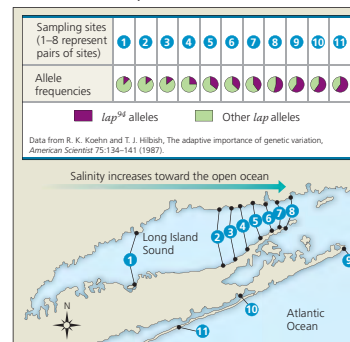 Sampling sites
(1–8 represent
pairs of sites)
1 2 3 4 5 6 7 8 9 10 11
Allele
frequencies
lap94 alleles
Other lap alleles
Data from R. K. Koehn and T. J. Hilbish, The adaptive importance of genetic variation,
American Scientist 75:134–141 (1987).
Salinity increases toward the open ocean
Long Island
Sound
1
2
3
4
5
6
7
8
9
N
10
Atlantic
Ocean
11